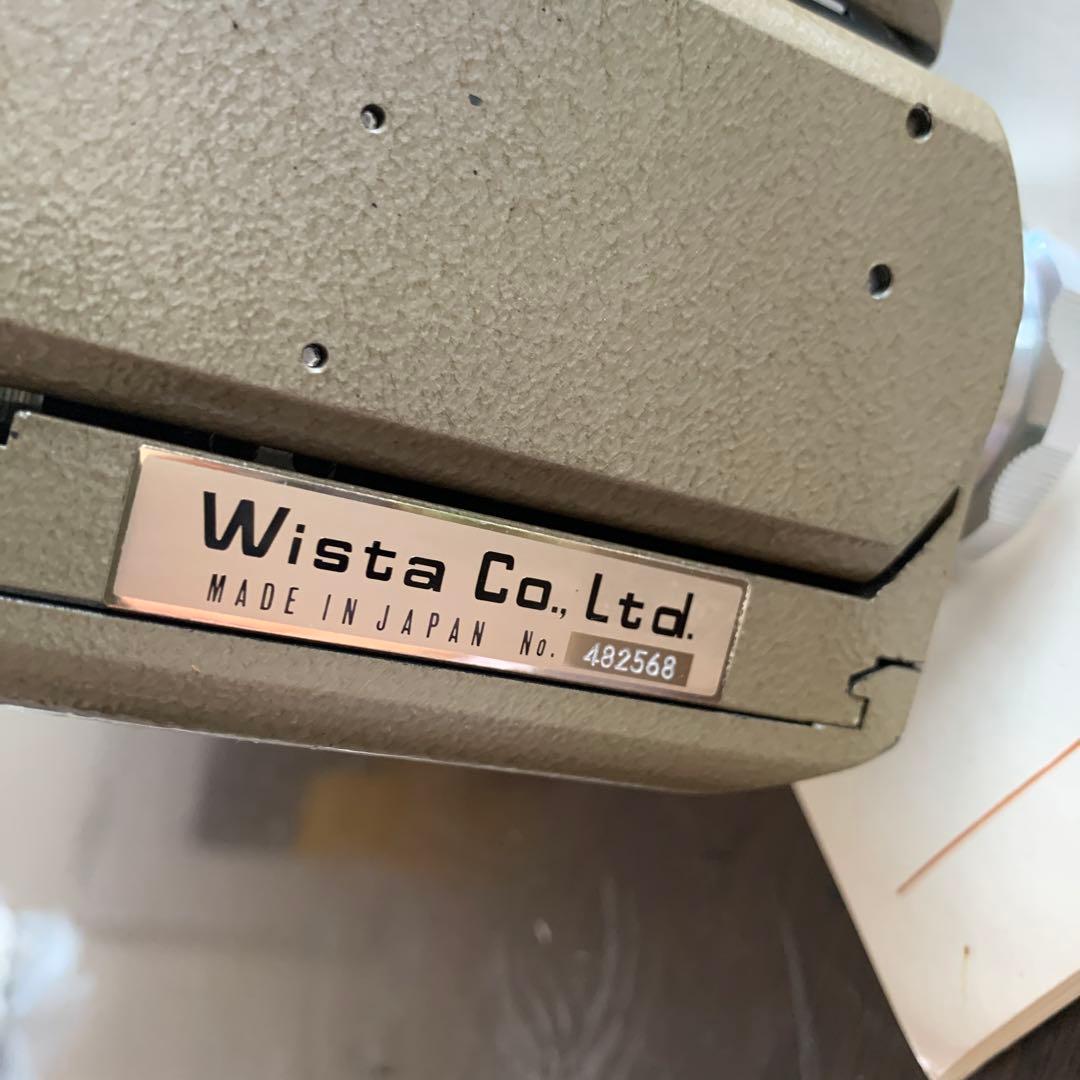 Wista Co., Ltd.
MADE IN JAPAN No. 482568